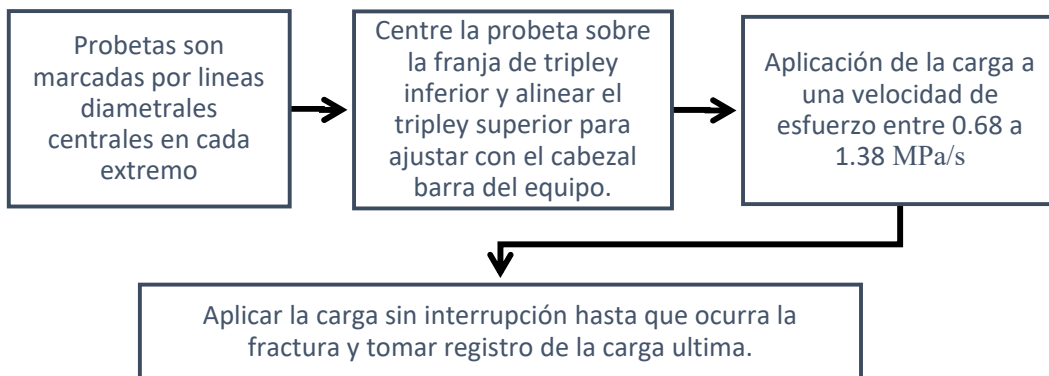 Probetas son
marcadas por lineas
diametrales
centrales en cada
extremo
Centre la probeta sobre
la franja de tripley
inferior y alinear el
tripley superior para
ajustar con el cabezal
barra del equipo.
Aplicación de la carga a
una velocidad de
esfuerzo entre 0.68 a
1.38 MPa/s
Aplicar la carga sin interrupción hasta que ocurra la
fractura y tomar registro de la carga ultima.